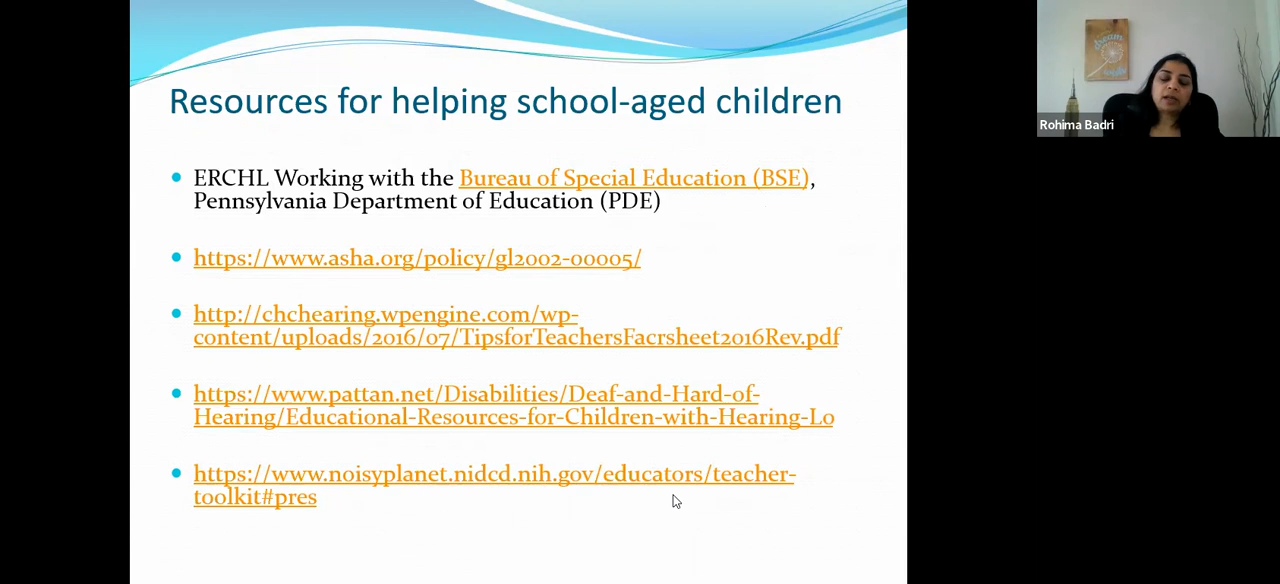 Resources for helping school-aged children
ERCHL Working with the Bureau of Special Education (BSE),
Pennsylvania Department of Education (PDE)
https://www.asha.org/policy/gl2002-00005/
http://chchearing.wpengine.com/wp-
content/uploads/2016/07/TipsforTeachersFacrsheet2016Rev.pdf
https://www.pattan.net/Disabilities/Deaf-and-Hard-of-
Hearing/Educational-Resources-for-Children-with-Hearing-Lo
https://www.noisyplanet.nidcd.nih.gov/educators/teacher-
toolkit#pres
dream
Rohima Badri